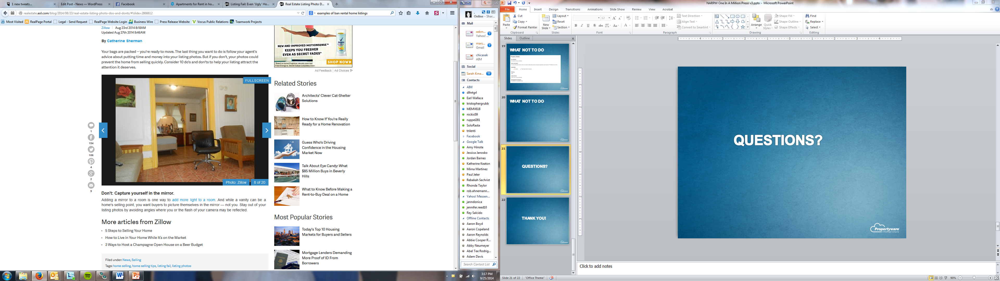 1 new tweets...
Edit Post ‹ News — WordPress
Facebook
Apartments for Rent in ho...
Listing Fail: Even 'Ugly' Ho...
Real Estate Listing Photo D...
realestate.aol.com/blog/2014/08/23/real-estate-listing-photo-dos-and-donts/#!slide=2866612
examples of ban rental home listings
Most Visited
RealPage Portal
Legal - Send Request
RealPage Website Login
Business Wire
Press Release Website
Vocus Public Relations
Teamwork Projects
Zillow | Aug 23rd 2014 8:18AM
Updated Aug 27th 2014 9:46AM
By Catherine Sherman
Your bags are packed -- you're ready to move. The last thing you want to do is follow your agent's
advice about putting time and money into your listing photos. But if you don't, your photos could
prevent the home from selling quickly. Consider 10 do's and don'ts to help your listing attract the
attention it deserves.
FULLSCREEN
Photo: Zillow
8 of 20
1
154
106
4
2
9
Don't: Capture yourself in the mirror.
Adding a mirror to a room is one way to add more light to a room. And while a vanity can be a
home's selling point, you want buyers to picture themselves in the mirror — not you. Stay out of your
listing photos by avoiding angles where you or the flash of your camera may be reflected.
More articles from Zillow
5 Steps to Selling Your Home
How to Live in Your Home While It's on the Market
3 Ways to Host a Champagne Open House on a Beer Budget
Filed under: News, Selling
Tags: home selling, home selling tips, listing fail, listing photos
Degree
NEW AND IMPROVED MOTIONSENSE™
KEEPS YOU FRESHER
EVEN AS SECRET FADES*
SHOP NOW
Ad Feedback | Ad Choices
Related Stories
Architects' Clever Cat-Shelter
Solutions
How to Know If You're Really
Ready for a Home Renovation
Guess Who's Driving
Confidence in the Housing
Market Now
Talk About Eye Candy: What
$85 Million Buys in Beverly
Hills
What to Know Before Making a
Rent-to-Buy Deal on a Home
Most Popular Stories
Today's Top 10 Housing
Markets for Buyers and Sellers
Mortgage Lenders Demanding
More Proof of ID From
Borrowers
Online - Shar...
Mail
sekrn...
Yahoo! ...
3
mars...
Gmail
2
chicasek
AIM
Social
Sarah Krna...
35
Contacts
AIM
dlhrtgrl
Earl Wallace
kristophergrubb
MEMV618
nickic09
ruppel281
SoloRasta
tnlenti
Facebook
Google Talk
Amy Hinote
Jessica Janosko
Jordan Barnes
Katherine Keaton
Mirna Martinez
Paul Jeter
Rebekah Sechrist
Rhonda Taylor
rob.ahnemann...
Yahoo! Messen...
janndonica
jennifer.reed10
Rey Salcido
Offline Contacts
Aaron Boyd
Aaron Copeland
Aaron Reynolds
Abbie Cooper R...
Abby Neumeyer
Abel Tee Rodrig...
Adam Davis
Search Contact List
3:17 PM
9/25/2014
NARPM One In A Million Preso v3.pptx - Microsoft PowerPoint
File
Home
Insert
Design
Transitions
Animations
Slide Show
Review
View
Acrobat
Paste
Cut
Copy
Format Painter
Clipboard
New
Slide
Layout
Reset
Section
Slides
12
Font
Text Direction
Align Text
Convert to SmartArt
Paragraph
Arrange
Quick
Styles
Shape Fill
Shape Outline
Shape Effects
Drawing
Find
Replace
Select
Editing
Slides
Outline
19
WHAT NOT TO DO
20
WHAT NOT TO DO
21
QUESTIONS?
22
THANK YOU!
QUESTIONS?
Propertyware
A RealPage Company
Click to add notes
Slide 21 of 22
"Office Theme"
90%